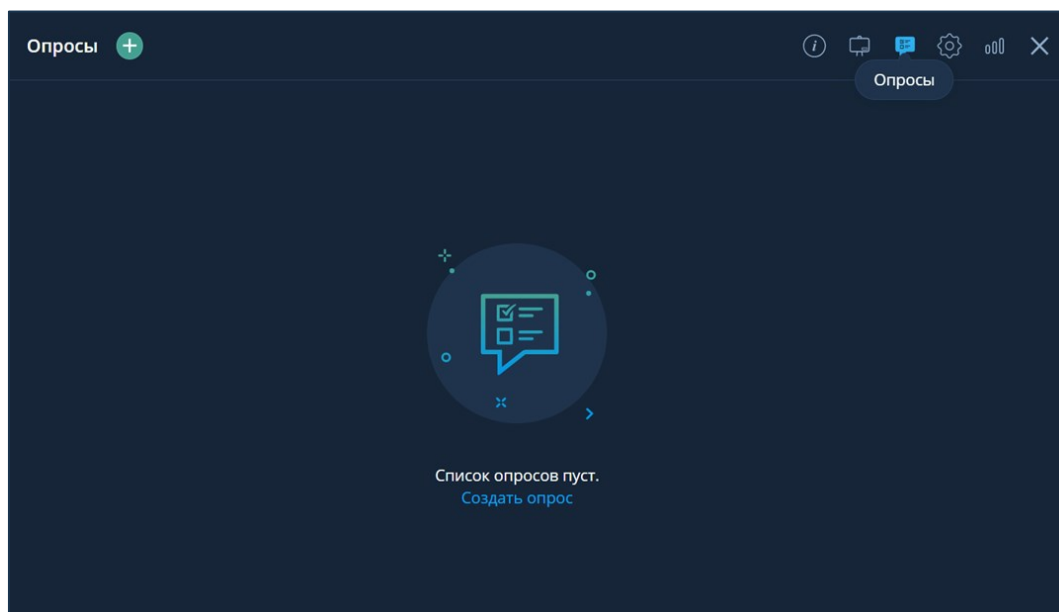 Опросы
Опросы
Список опросов пуст.
Создать опрос